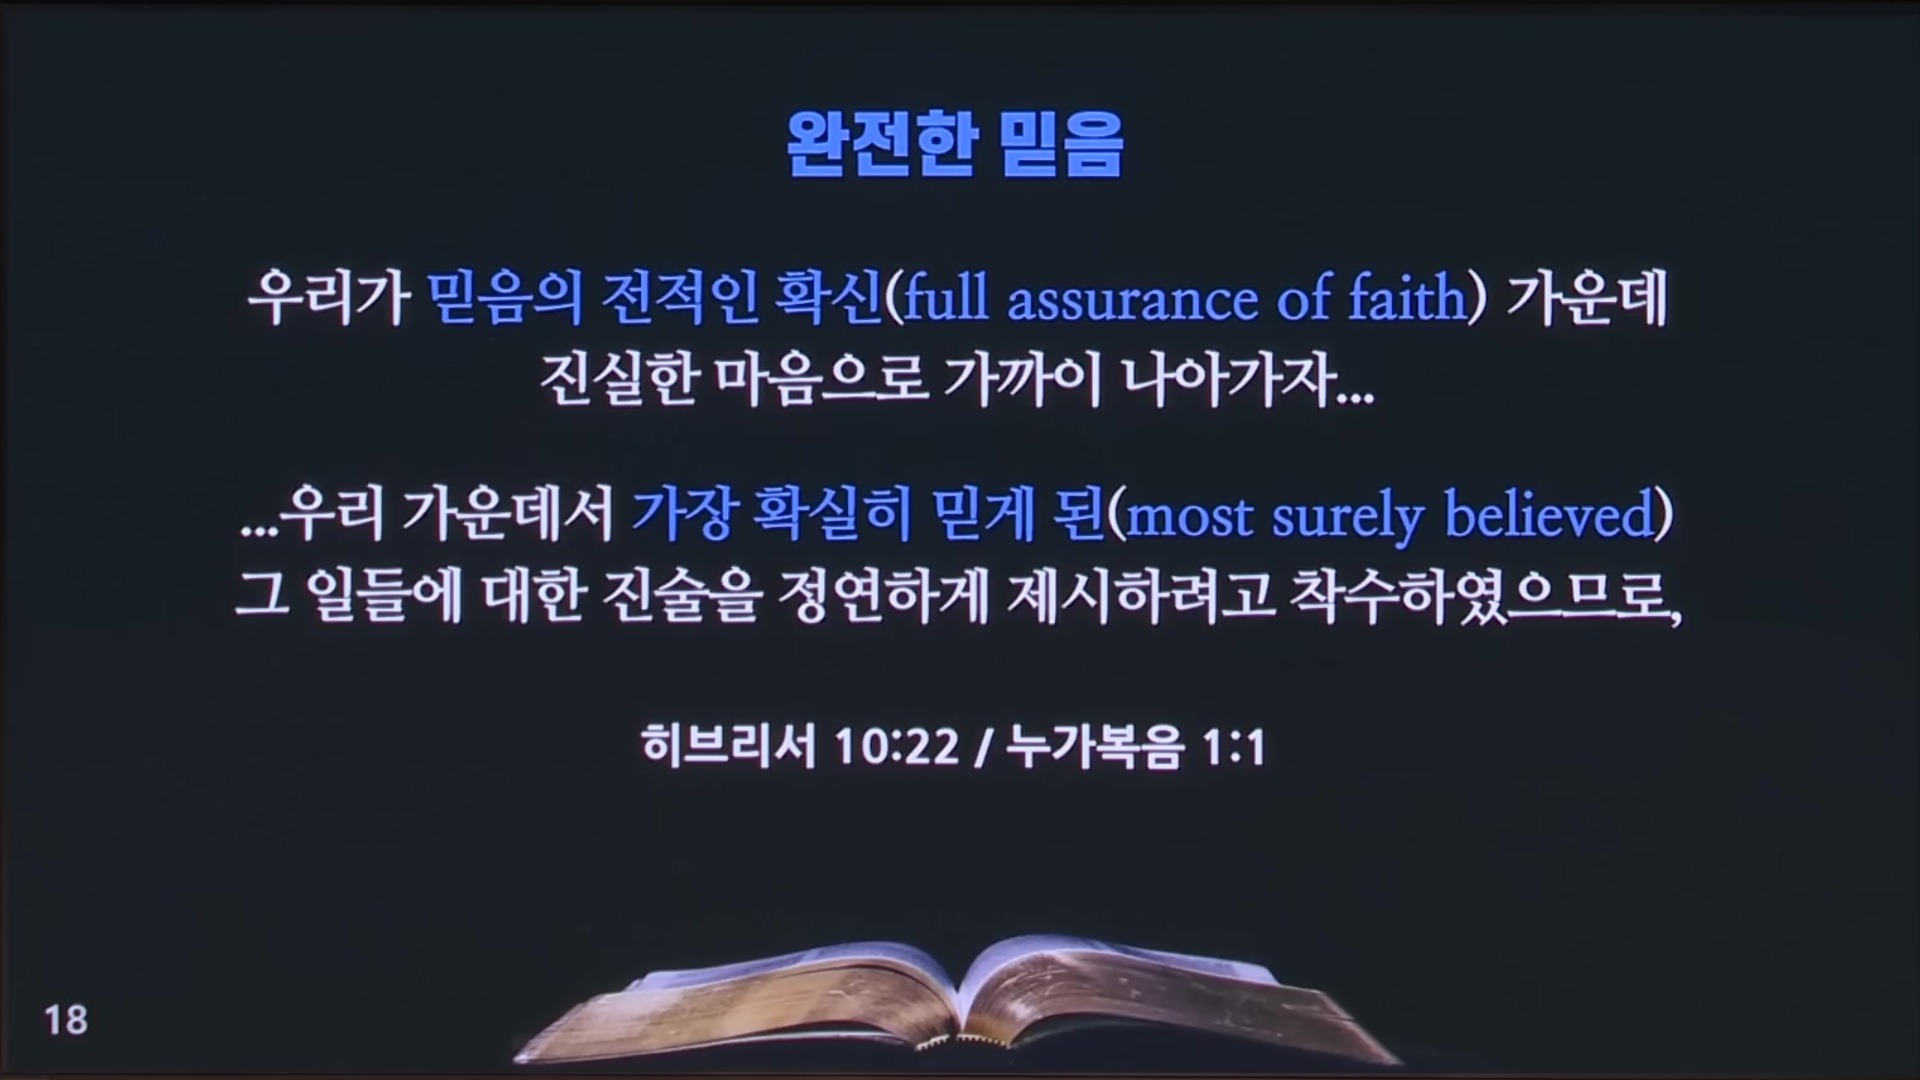 완전한 믿음
우리가 믿음의 전적인 확신(full assurance of faith) 가운데
진실한 마음으로 가까이 나아가자...
...우리 가운데서 가장 확실히 믿게 된(most surely believed)
그 일들에 대한 진술을 정연하게 제시하려고 착수하였으므로,
히브리서 10:22 / 누가복음 1:1
18